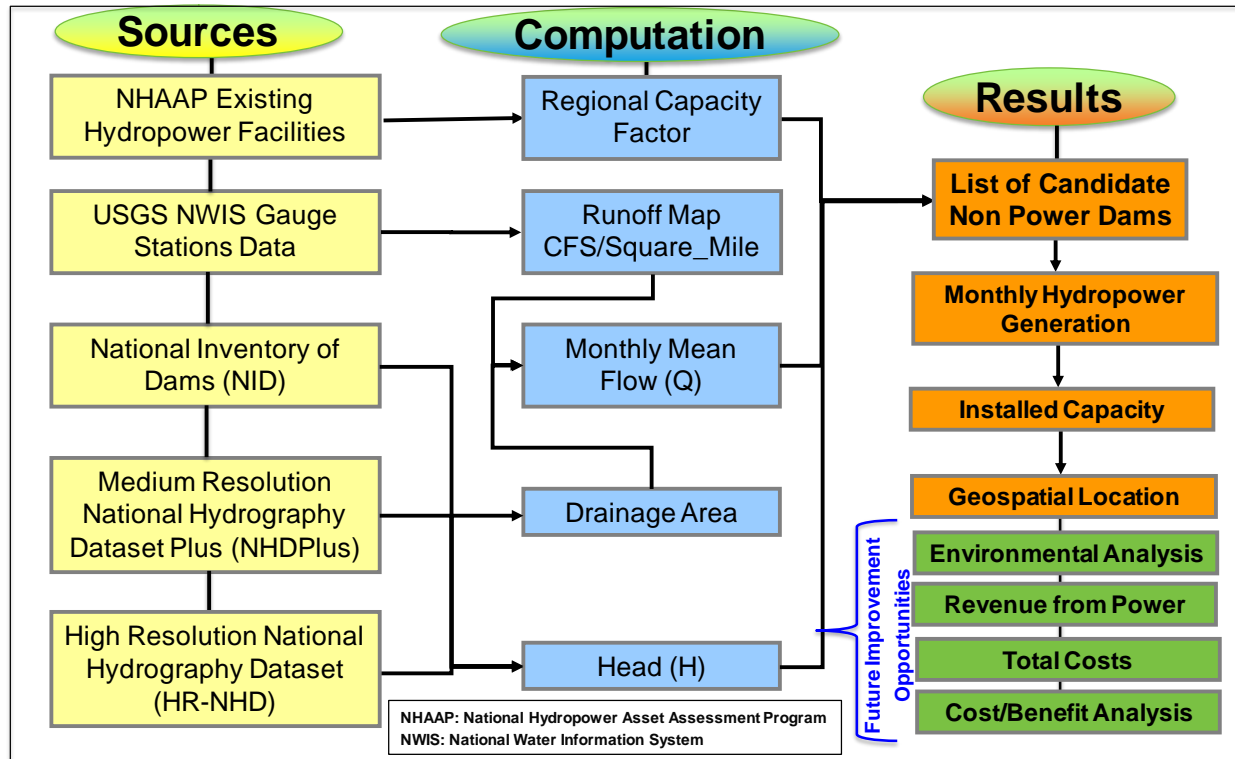 Sources
NHAAP Existing
Hydropower Facilities
USGS NWIS Gauge
Stations Data
National Inventory of
Dams (NID)
Medium Resolution
National Hydrography
Dataset Plus (NHDPlus)
High Resolution National
Hydrography Dataset
(HR-NHD)
Computation
Regional Capacity
Factor
Runoff Map
CFS/Square_Mile
Monthly Mean
Flow (Q)
Drainage Area
Head (H)
NHAAP: National Hydropower Asset Assessment Program
NWIS: National Water Information System
Results
List of Candidate
Non Power Dams
Monthly Hydropower
Generation
Installed Capacity
Geospatial Location
Future Improvement
Opportunities
Environmental Analysis
Revenue from Power
Total Costs
Cost/Benefit Analysis